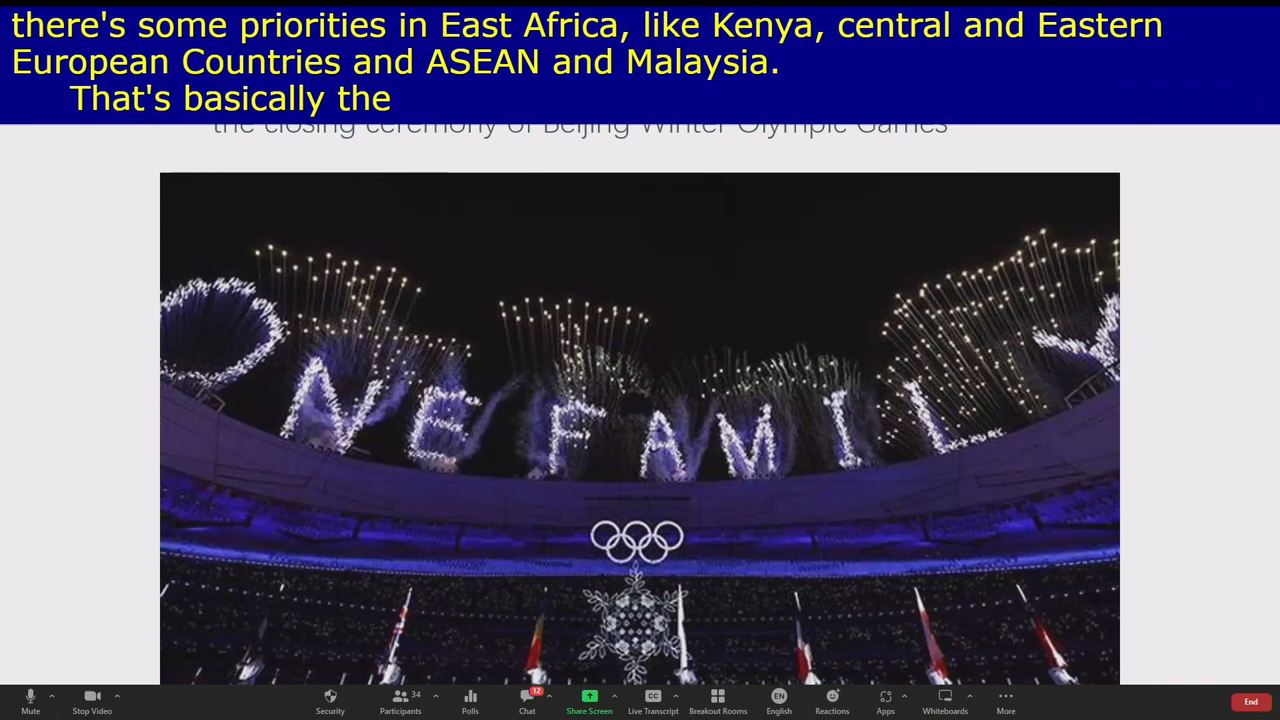 there's some priorities in East Africa, like Kenya, central and Eastern
European Countries and ASEAN and Malaysia.
That's basically the
the closing ceremony of Beijing Winter Olympic Games
ONE FAMILY
Mute
Stop Video
Security
34
Participants
Polls
12
Chat
Share Screen
CC
Live Transcript
Breakout Rooms
EN
English
Reactions
Apps
Whiteboards
More
End